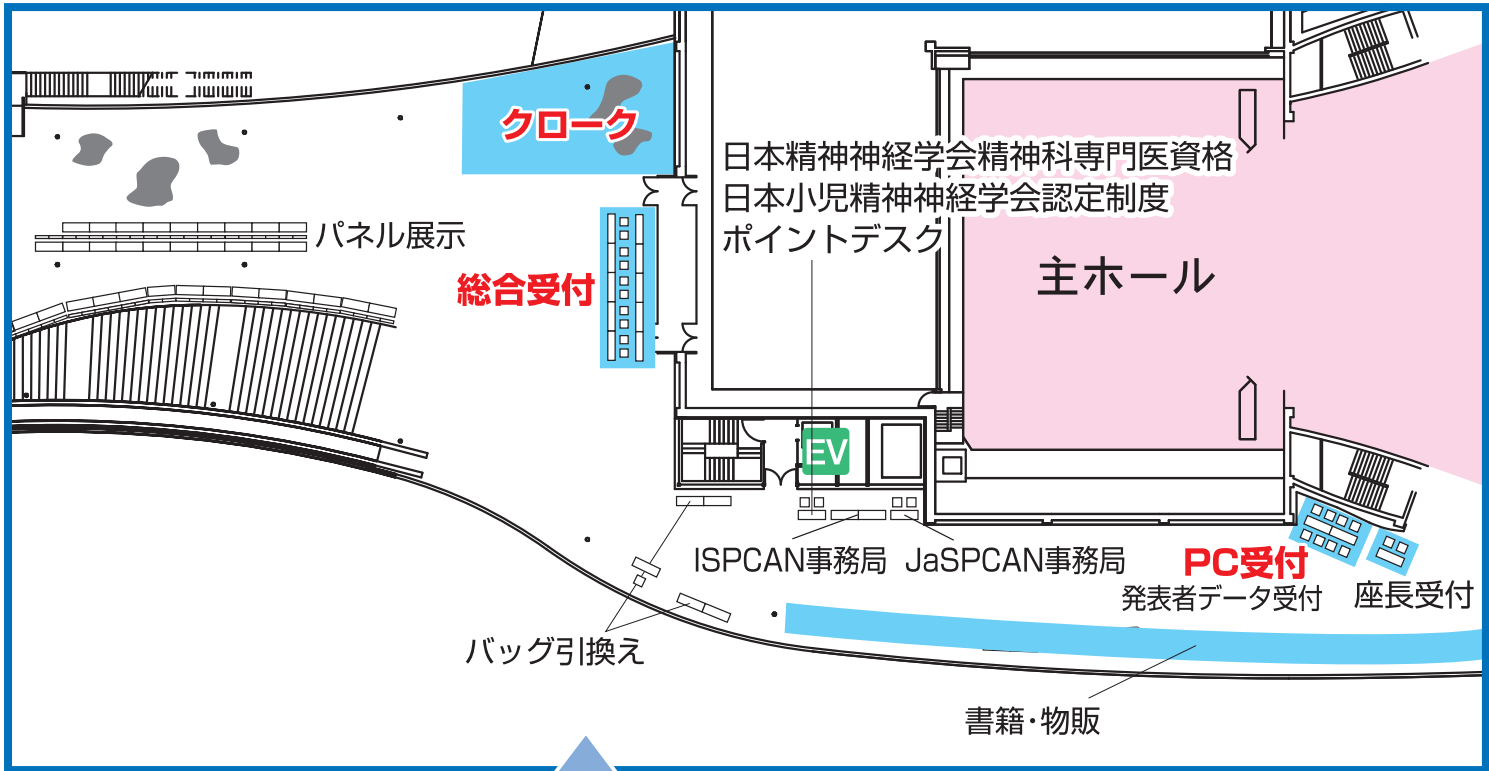 クローク
日本精神神経学会精神科専門医資格
日本小児精神神経学会認定制度
ポイントデスク
パネル展示
総合受付
主ホール
EV
ISPCAN事務局
JaSPCAN事務局
PC受付
発表者データ受付
座長受付
バッグ引換え
書籍・物販